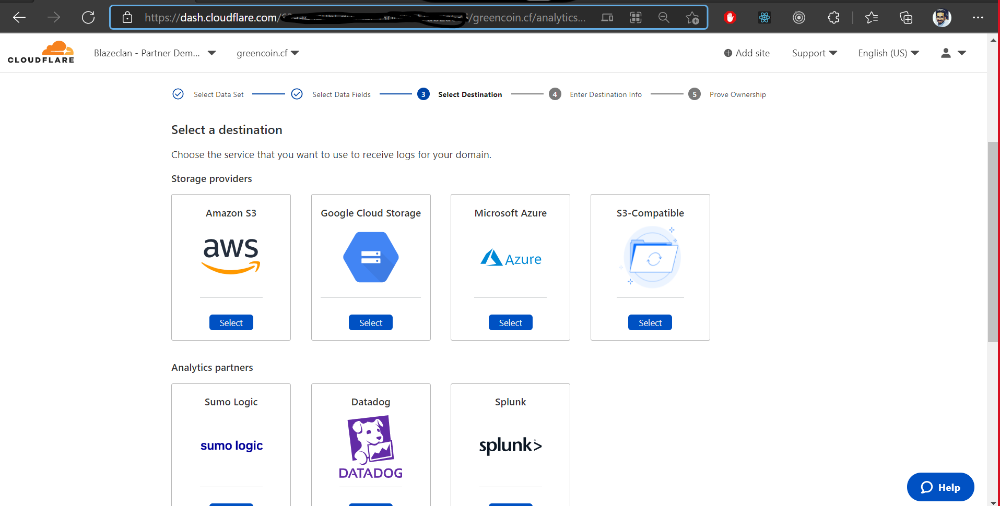 https://dash.cloudflare.com/ /greencoin.cf/analytics...
CLOUDFLARE
Blazeclan - Partner Dem...
greencoin.cf
Add site
Support
English (US)
Select Data Set
Select Data Fields
3 Select Destination
4 Enter Destination Info
5 Prove Ownership
Select a destination
Choose the service that you want to use to receive logs for your domain.
Storage providers
Amazon S3
Google Cloud Storage
Microsoft Azure
S3-Compatible
aws
Azure
Select
Select
Select
Select
Analytics partners
Sumo Logic
Datadog
Splunk
sumo logic
DATADOG
splunk>
Help